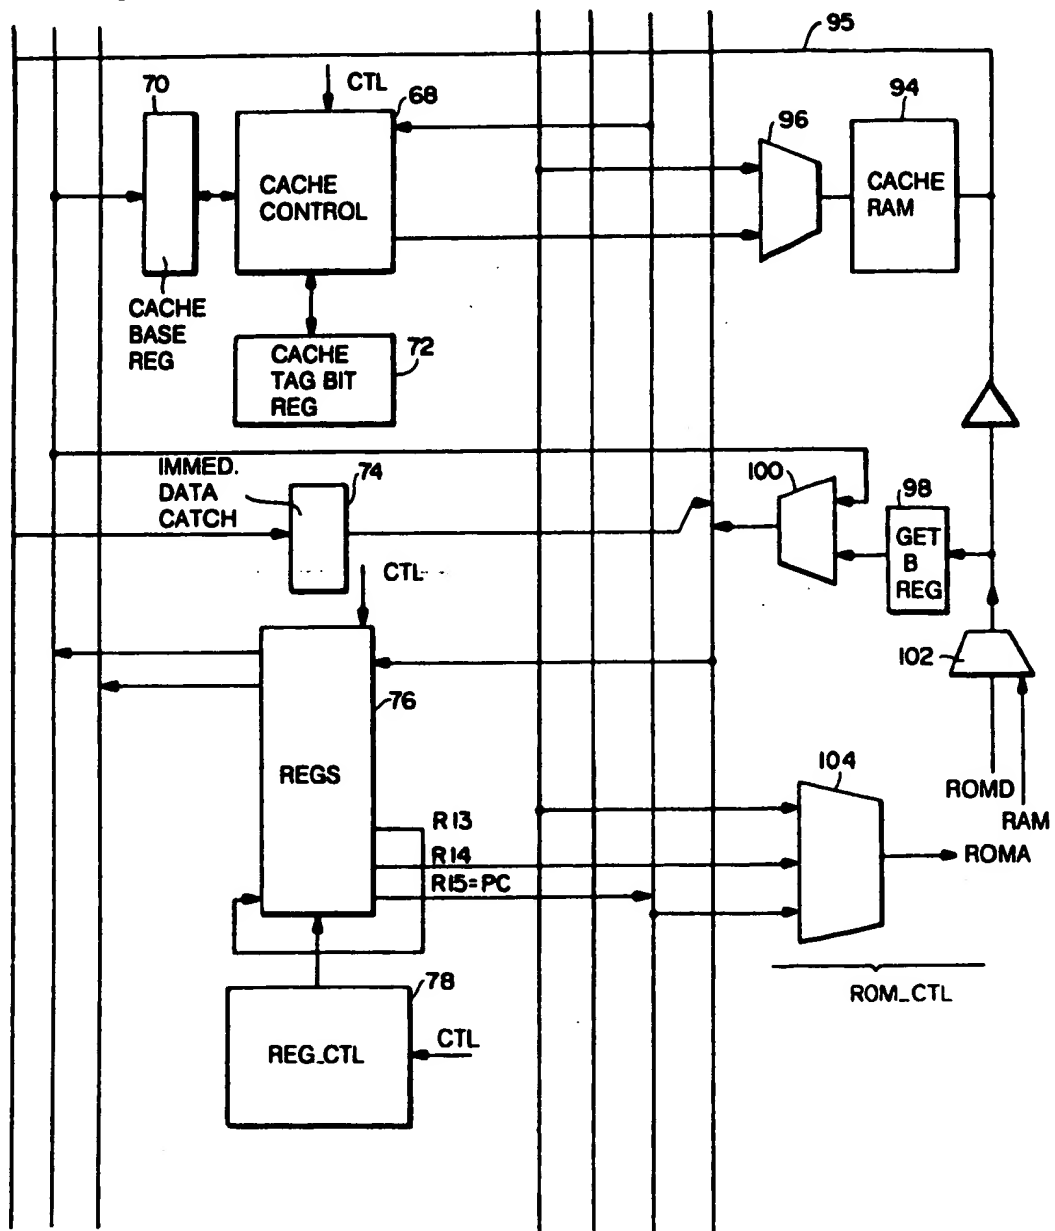 95
70
CTL
68
94
96
CACHE
CONTROL
CACHE
RAM
CACHE
BASE
REG
CACHE
TAG BIT
REG
72
IMMED.
DATA
CATCH
74
100
98
GET
B
REG
CTL
102
76
REGS
104
ROMD
RAM
R13
R14
ROMA
R15=PC
78
ROM_CTL
REG_CTL
CTL